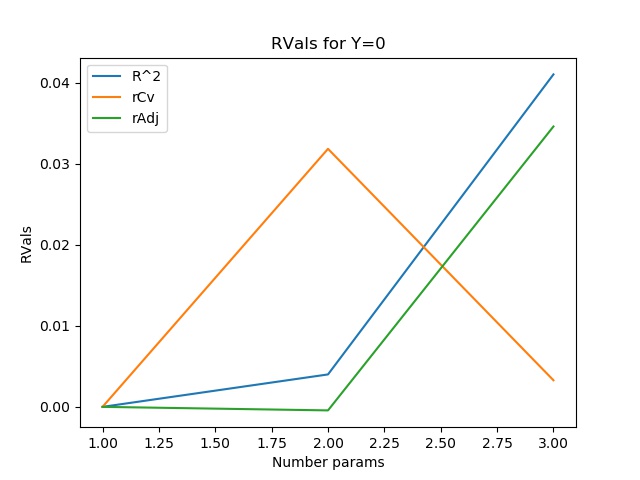 RVals for Y=0
R^2
rCv
rAdj
RVals
0.04
0.03
0.02
0.01
0.00
1.00 1.25 1.50 1.75 2.00 2.25 2.50 2.75 3.00
Number params